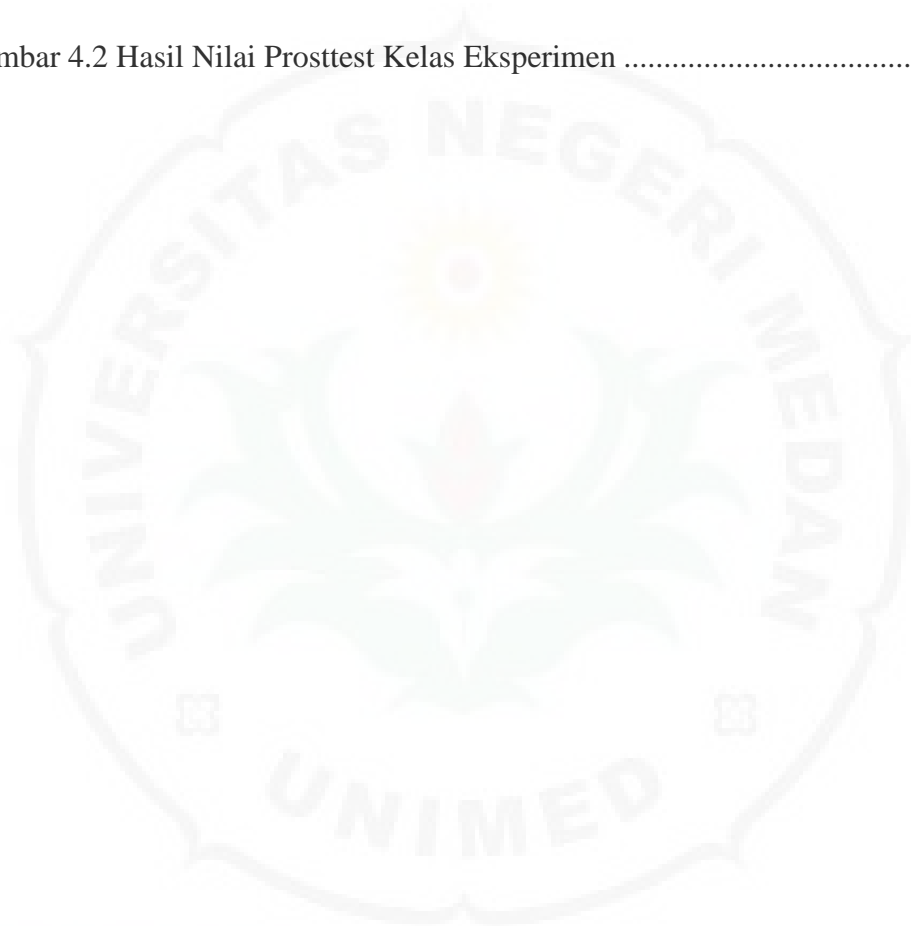 mbar 4.2 Hasil Nilai Prosttest Kelas Eksperimen ....................................
UNIVERSITAS NEGERI MEDAN
UNIMED